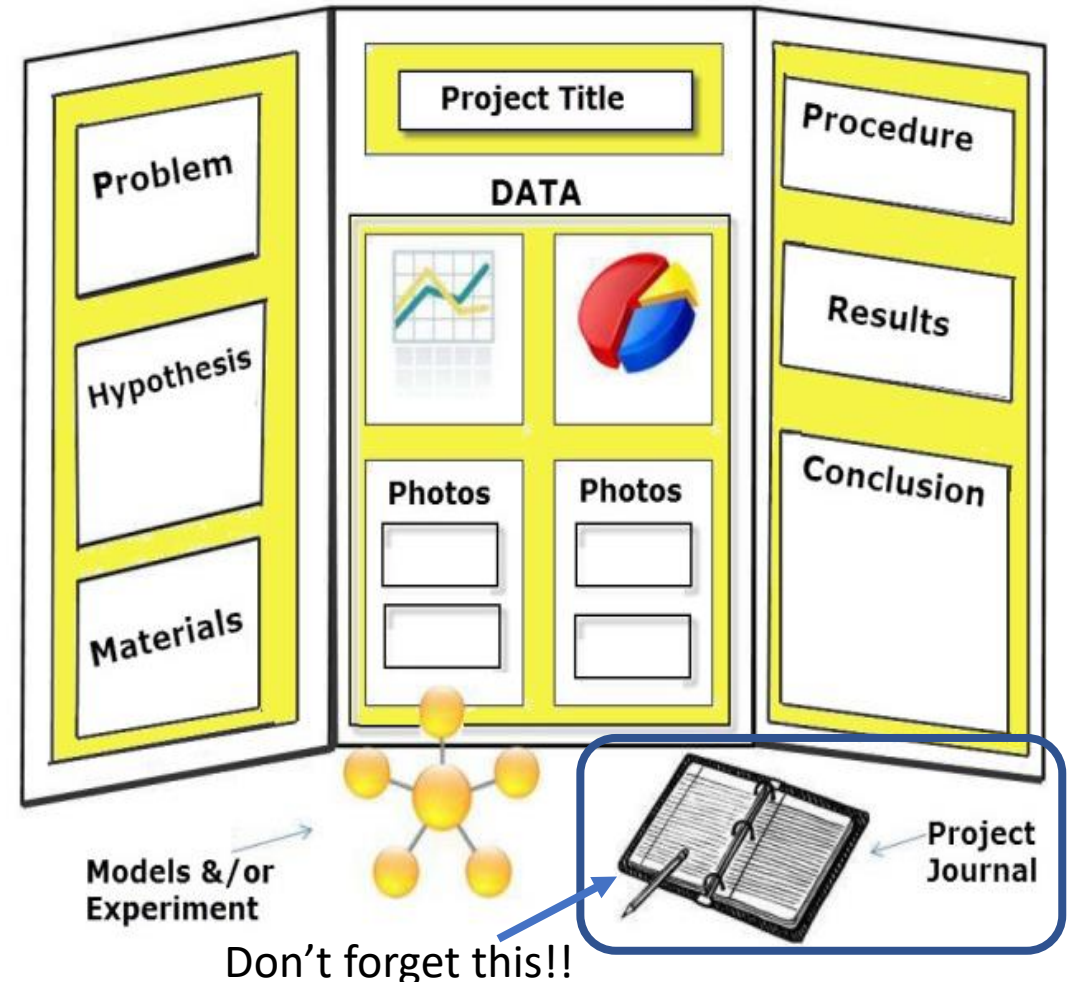 Project Title
DATA
Problem
Hypothesis
Materials
Photos
Photos
Procedure
Results
Conclusion
Models &/or
Experiment
Project
Journal
Don’t forget this!!